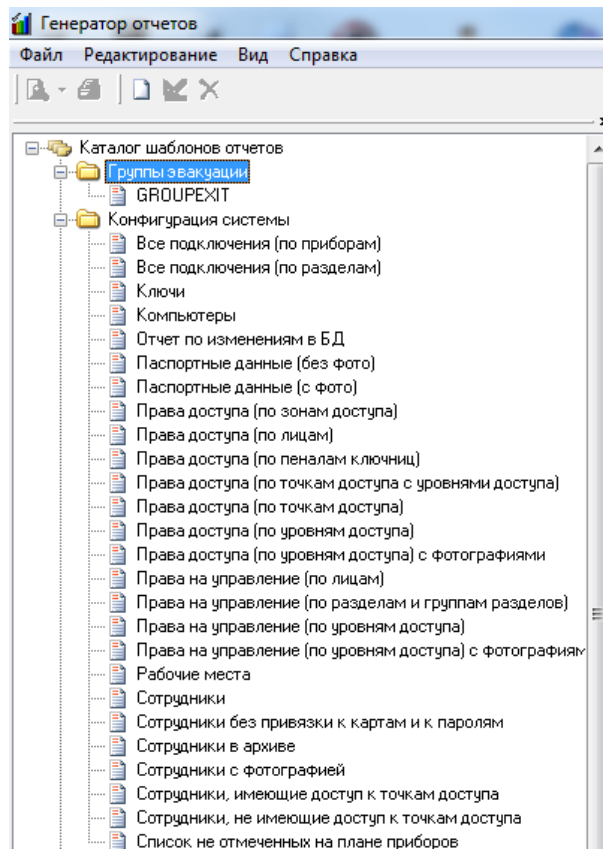 Генератор отчетов
Файл Редактирование Вид Справка
Каталог шаблонов отчетов
Группы эвакуации
GROUPEXIT
Конфигурация системы
Все подключения (по приборам)
Все подключения (по разделам)
Ключи
Компьютеры
Отчет по изменениям в БД
Паспортные данные (без фото)
Паспортные данные (с фото)
Права доступа (по зонам доступа)
Права доступа (по лицам)
Права доступа (по пеналам ключниц)
Права доступа (по точкам доступа с уровнями доступа)
Права доступа (по точкам доступа)
Права доступа (по уровням доступа)
Права доступа (по уровням доступа) с фотографиями
Права на управление (по лицам)
Права на управление (по разделам и группам разделов)
Права на управление (по уровням доступа)
Права на управление (по уровням доступа) с фотографиям
Рабочие места
Сотрудники
Сотрудники без привязки к картам и к паролям
Сотрудники в архиве
Сотрудники с фотографией
Сотрудники, имеющие доступ к точкам доступа
Сотрудники, не имеющие доступ к точкам доступа
Список не отмеченных на плане приборов